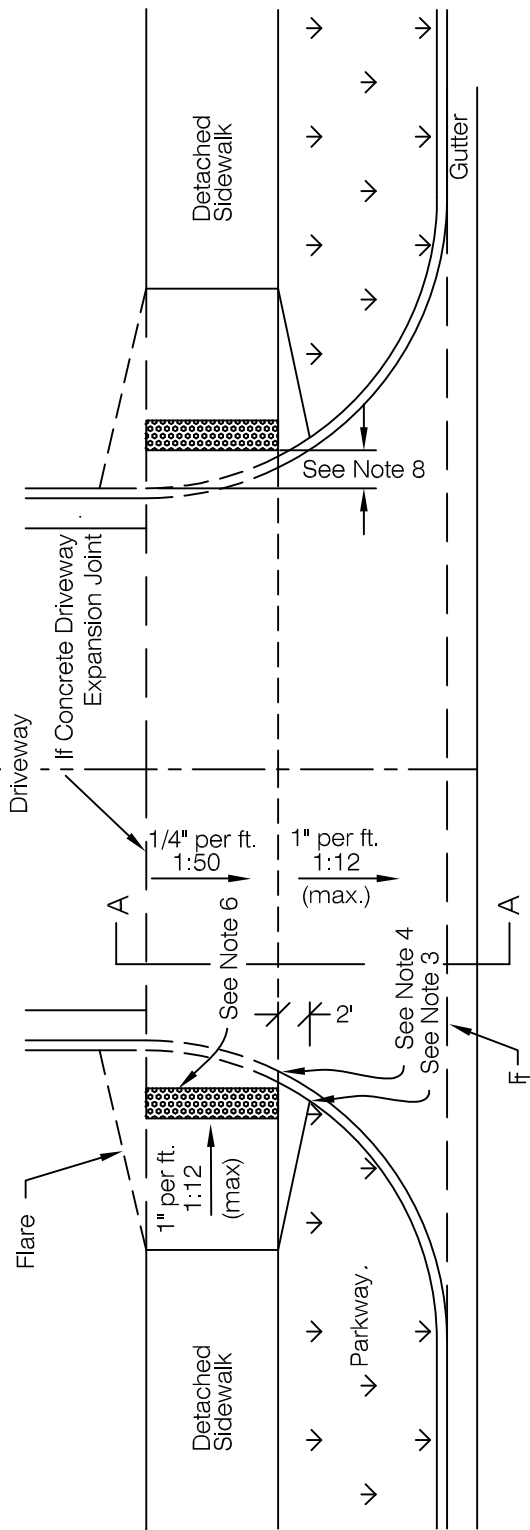 Driveway
If Concrete Driveway
Expansion Joint
Flare
Detached
Sidewalk
Detached
Sidewalk
1" per ft.
1:12
(max)
See Note 6
A
1/4" per ft.
1:50
1" per ft.
1:12
(max.)
2'
See Note 4
See Note 3
See Note 8
Parkway.
Gutter
A